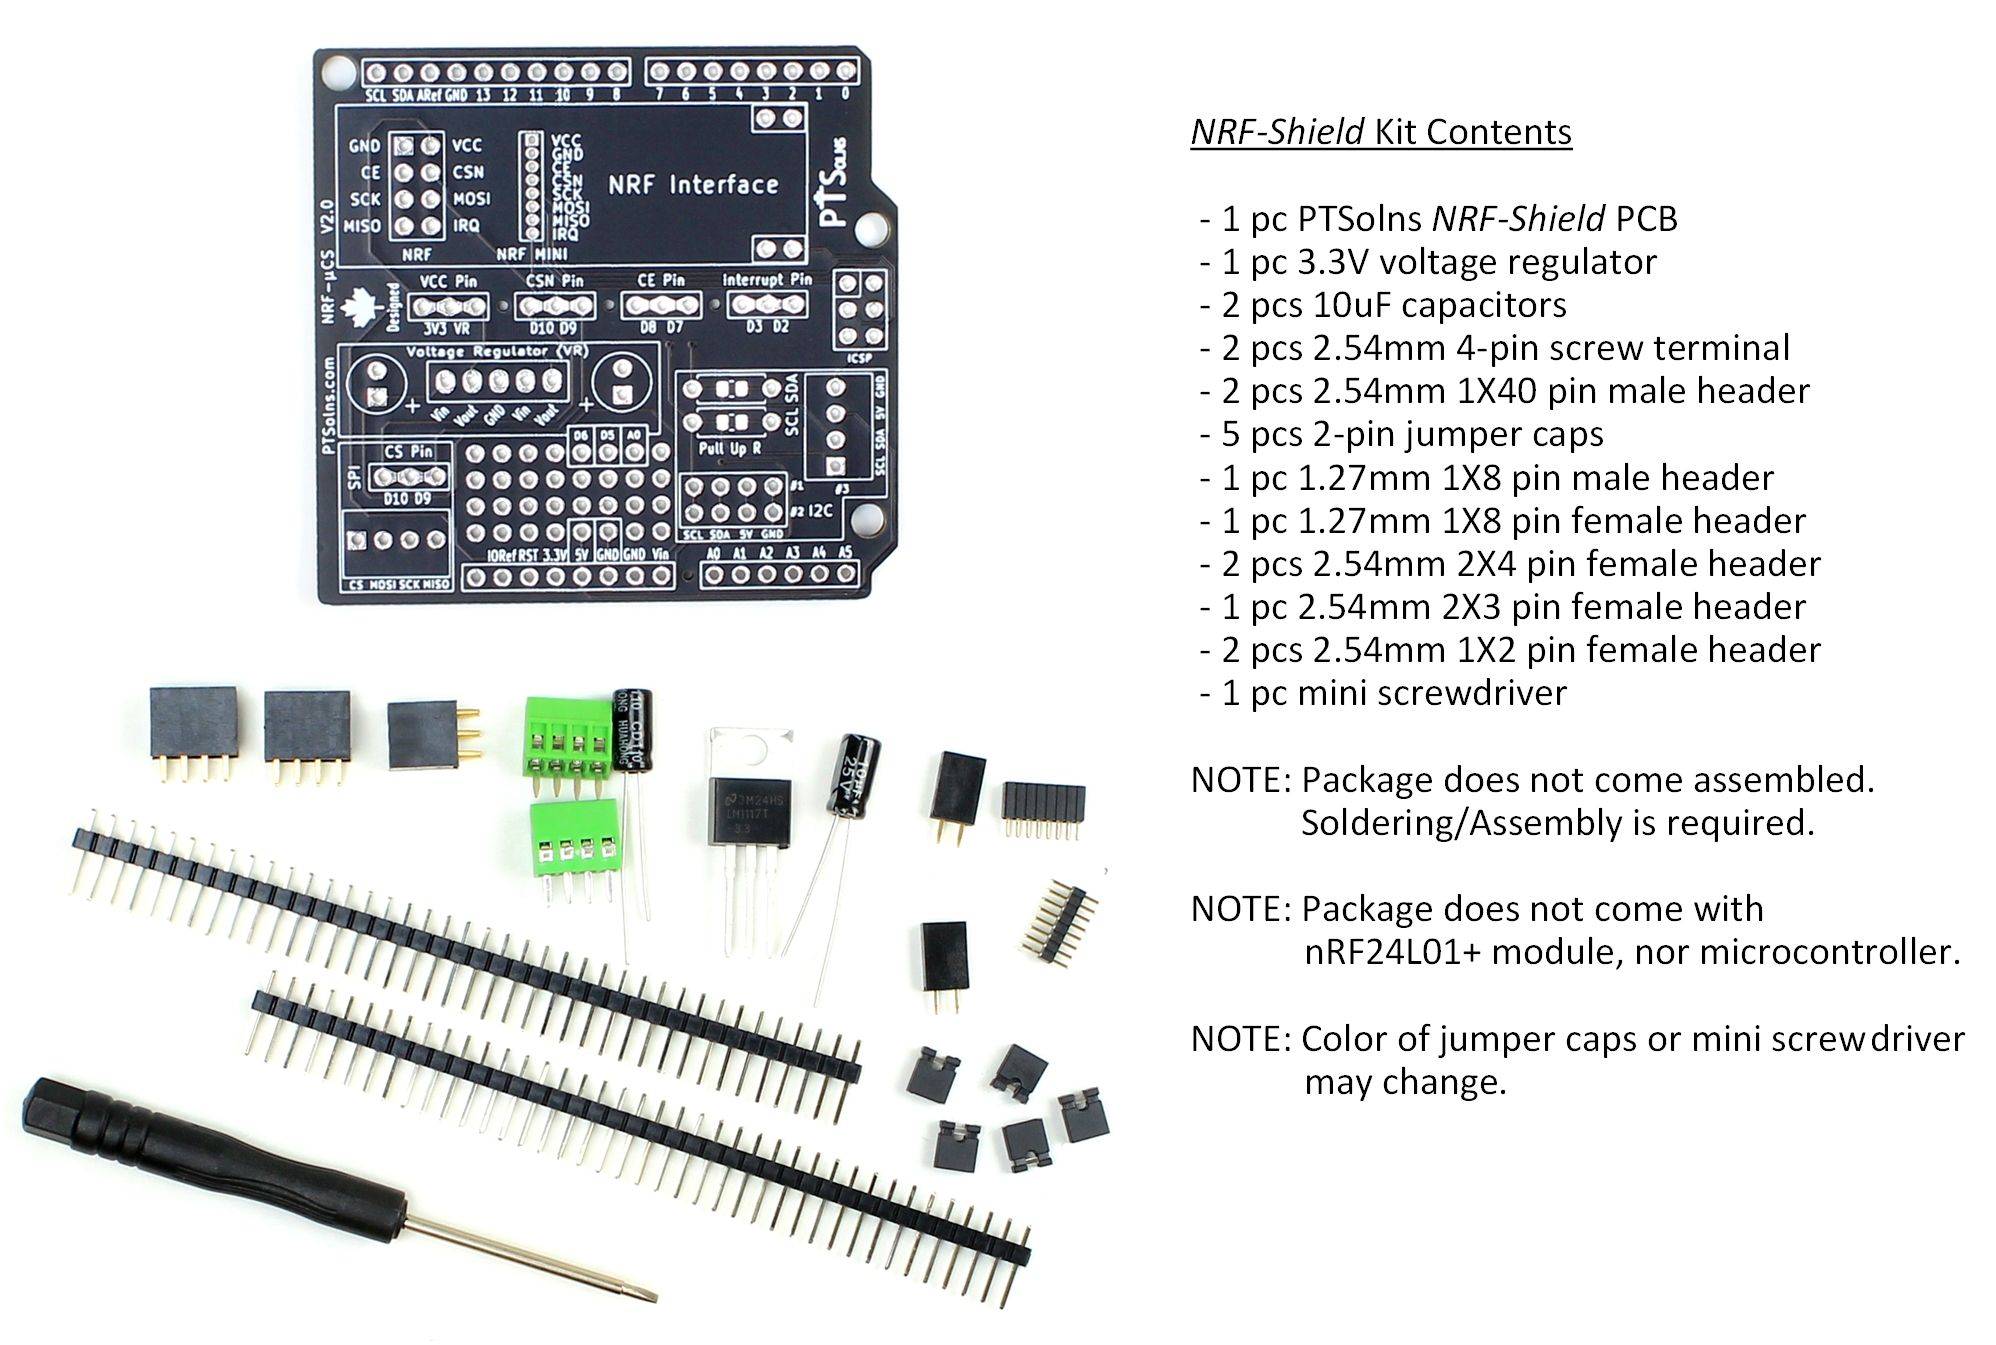 SCL SDA ARef GND 13 12 11 10 9 8 7 6 5 4 3 2 1 0
GND VCC
CE CSN
SCK MOSI
MISO IRQ
NRF
VCC
GND
CE
CSN
SCK
MOSI
MISO
IRQ
NRF MINI
NRF Interface
PTSolns
NRF-µCS V2.0
PTSolns.com
Designed
VCC Pin
3V3 VR
CSN Pin
D10 D9
CE Pin
D8 D7
Interrupt Pin
D3 D2
ICSP
Voltage Regulator (VR)
+ Vin Vout GND Vin Vout +
SCL SDA
Pull Up R
SCL SDA 5V GND
#3
D6 D5 A0
SPI
CS Pin
D10 D9
CS MOSI SCK MISO
#1
#2 I2C
SCL SDA 5V GND
IORef RST 3.3V 5V GND GND Vin
A0 A1 A2 A3 A4 A5
3M24HS
LM1117T
-3.3
10µF
25V
NRF-Shield Kit Contents
- 1 pc PTSolns NRF-Shield PCB
- 1 pc 3.3V voltage regulator
- 2 pcs 10uF capacitors
- 2 pcs 2.54mm 4-pin screw terminal
- 2 pcs 2.54mm 1X40 pin male header
- 5 pcs 2-pin jumper caps
- 1 pc 1.27mm 1X8 pin male header
- 1 pc 1.27mm 1X8 pin female header
- 2 pcs 2.54mm 2X4 pin female header
- 1 pc 2.54mm 2X3 pin female header
- 2 pcs 2.54mm 1X2 pin female header
- 1 pc mini screwdriver
NOTE: Package does not come assembled.
Soldering/Assembly is required.
NOTE: Package does not come with
nRF24L01+ module, nor microcontroller.
NOTE: Color of jumper caps or mini screwdriver
may change.